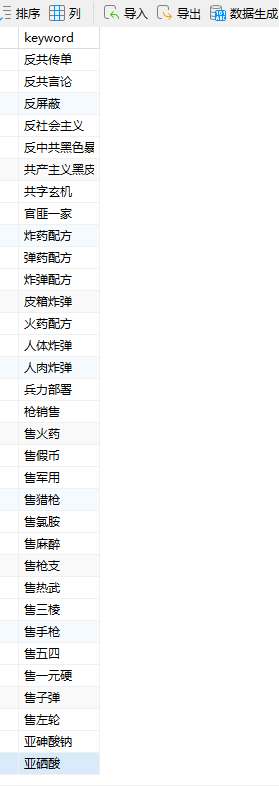 排序 列 导入 导出 数据生成
keyword
反共传单
反共言论
反屏蔽
反社会主义
反中共黑色暴
共产主义黑皮
共字玄机
官匪一家
炸药配方
弹药配方
炸弹配方
皮箱炸弹
火药配方
人体炸弹
人肉炸弹
兵力部署
枪销售
售火药
售假币
售军用
售猎枪
售氯胺
售麻醉
售枪支
售热武
售三棱
售手枪
售五四
售一元硬
售子弹
售左轮
亚砷酸钠
亚硒酸